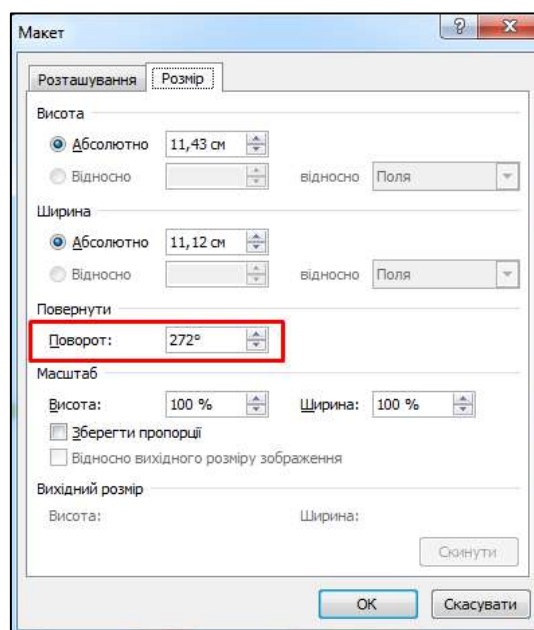 Макет
?
X
Розташування Розмір
Висота
Абсолютно 11,43 см
Відносно відносно Поля
Ширина
Абсолютно 11,12 см
Відносно відносно Поля
Повернути
Поворот: 272°
Масштаб
Висота: 100 % Ширина: 100 %
Зберегти пропорції
Відносно вихідного розміру зображення
Вихідний розмір
Висота: Ширина:
Скинути
ОК Скасувати